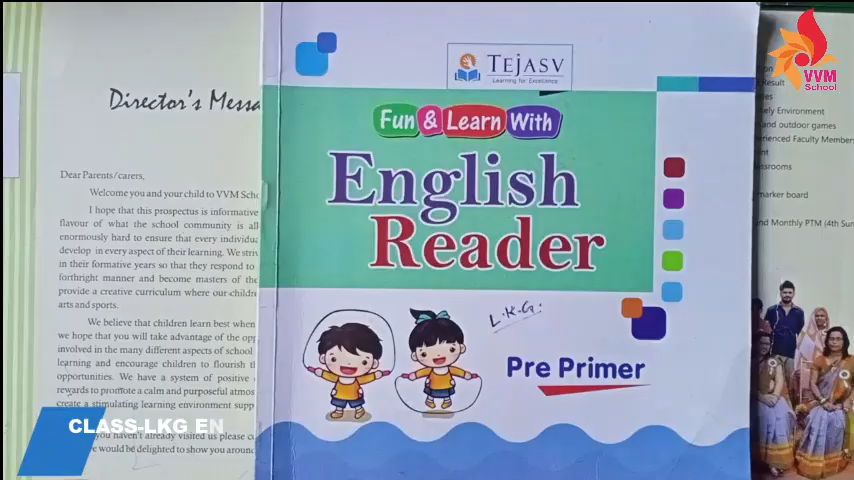 Director's Messa
Dear Parents/carers,
Welcome you and your child to VVM Scho
I hope that this prospectus is informative
flavour of what the school community is all
enormously hard to ensure that every individu
develop in every aspect of their learning. We striv
in their formative years so that they respond to
forthright manner and become masters of the
provide a creative curriculum where our childre
arts and sports.
We believe that children learn best when
we hope that you will take advantage of the opp
involved in the many different aspects of school
learning and encourage children to flourish t
opportunities. We have a system of positive
rewards to promote a calm and purposeful atmos
create a stimulating learning environment supp
you haven't already visited us please c
we would be delighted to show you around
CLASS-LKG EN
TEJASV
Learning for Excellence
Fun & Learn With
English
Reader
L.K.G.
Pre Primer
VVM
School
Result
Environment
and outdoor games
erienced Faculty Members
ssrooms
marker board
nd Monthly PTM (4th Sun